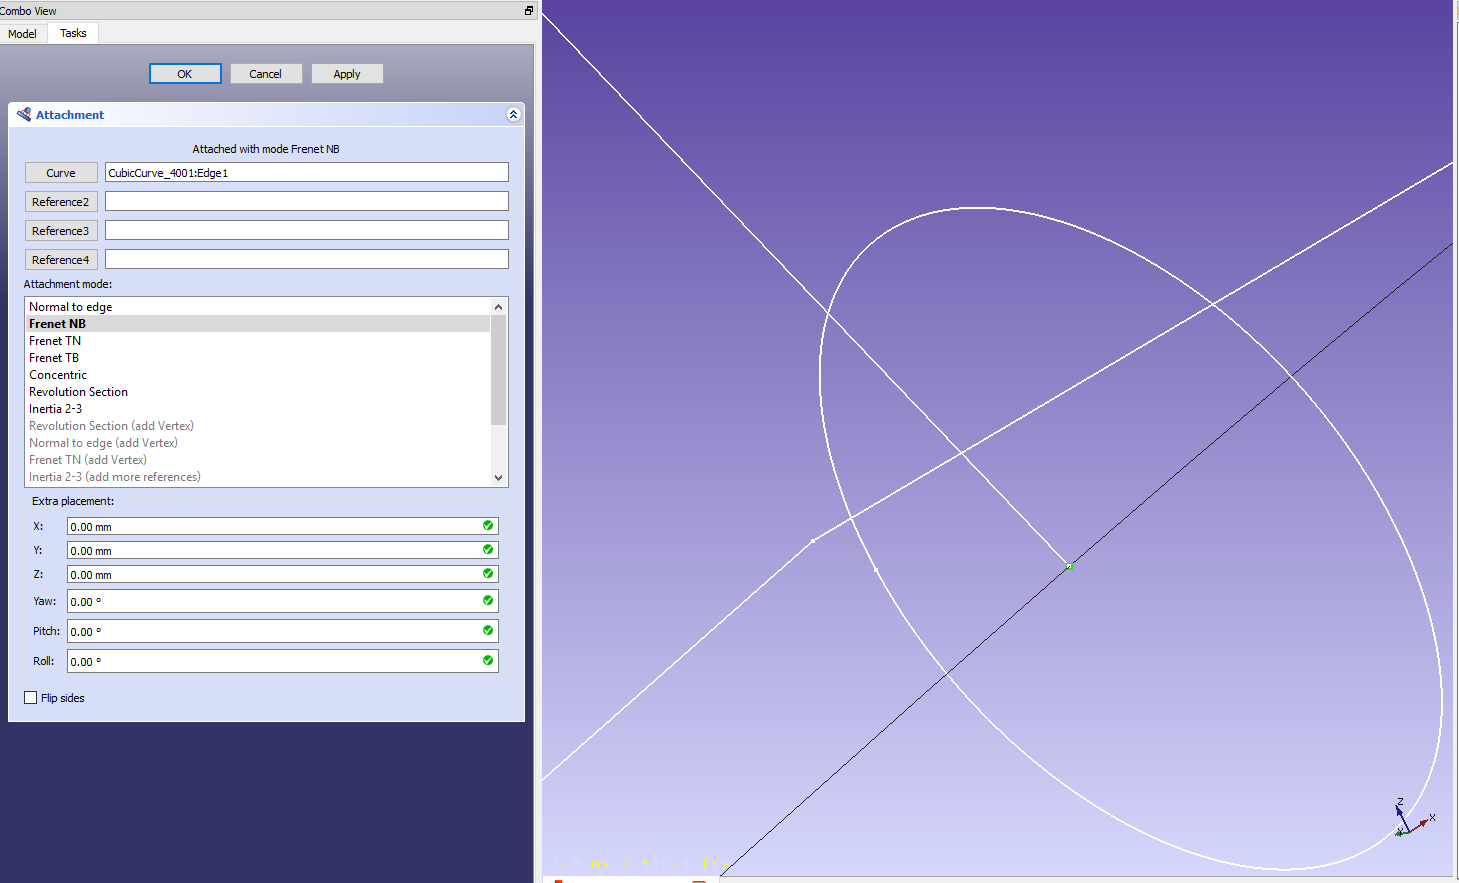 Combo View
Model Tasks
OK Cancel Apply
Attachment
Attached with mode Frenet NB
Curve CubicCurve_4001:Edge1
Reference2
Reference3
Reference4
Attachment mode:
Normal to edge
Frenet NB
Frenet TN
Frenet TB
Concentric
Revolution Section
Inertia 2-3
Revolution Section (add Vertex)
Normal to edge (add Vertex)
Frenet TN (add Vertex)
Inertia 2-3 (add more references)
Extra placement:
X: 0.00 mm
Y: 0.00 mm
Z: 0.00 mm
Yaw: 0.00 °
Pitch: 0.00 °
Roll: 0.00 °
Flip sides
Z
X